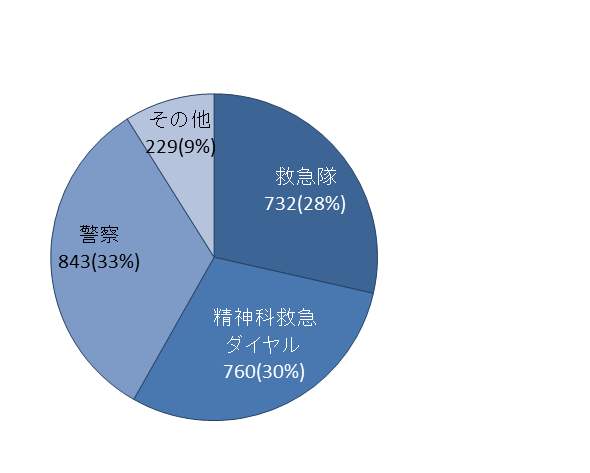 その他
229(9%)
救急隊
732(28%)
警察
843(33%)
精神科救急
ダイヤル
760(30%)